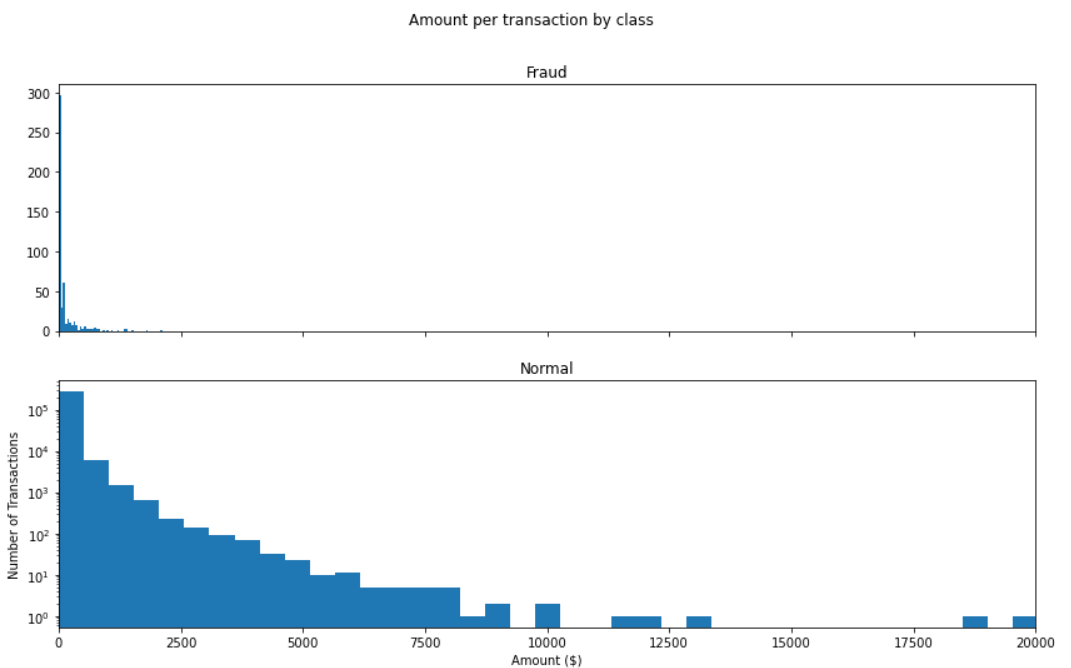 Amount per transaction by class
Fraud
300
250
200
150
100
50
0
Normal
Number of Transactions
10⁵
10⁴
10³
10²
10¹
10⁰
0 2500 5000 7500 10000 12500 15000 17500 20000
Amount ($)